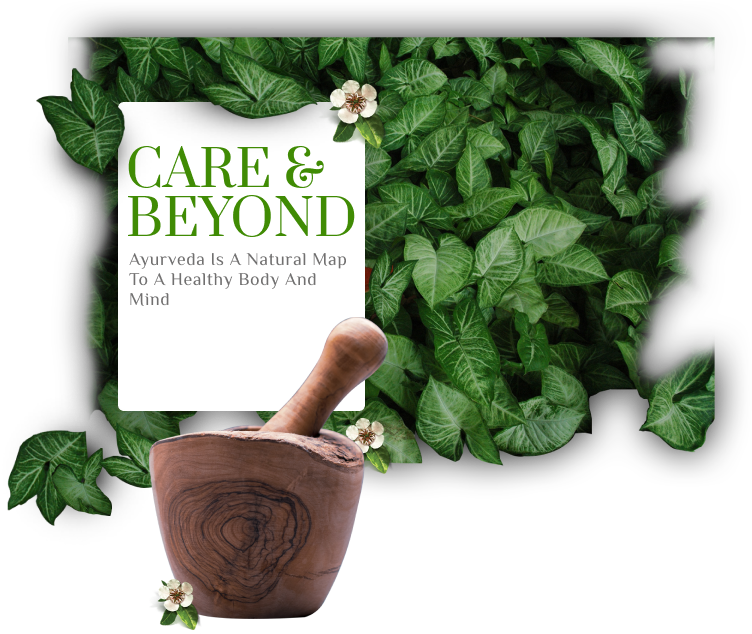 CARE &
BEYOND
Ayurveda Is A Natural Map
To A Healthy Body And
Mind